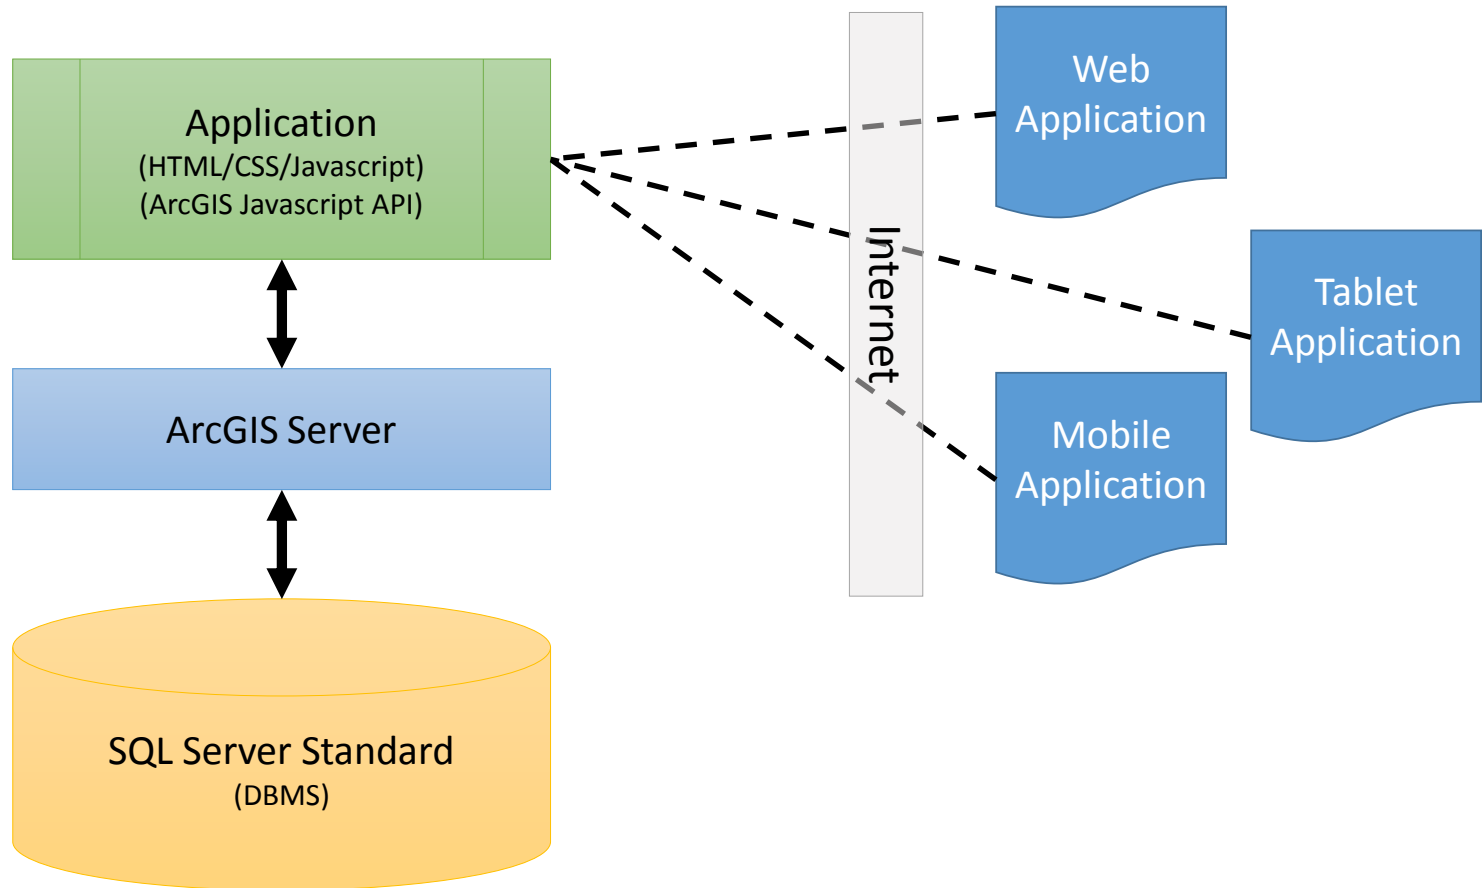 Application
(HTML/CSS/Javascript)
(ArcGIS Javascript API)
ArcGIS Server
SQL Server Standard
(DBMS)
Internet
Web
Application
Tablet
Application
Mobile
Application